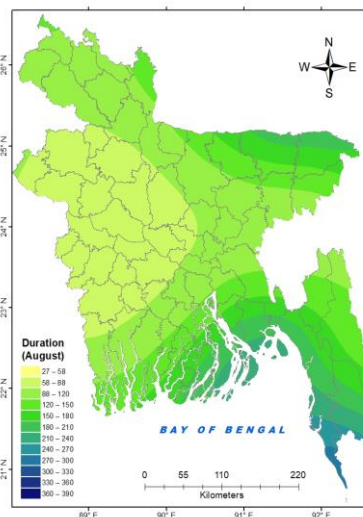 N
W E
S
26° N
25° N
24° N
23° N
22° N
21° N
Duration
(August)
27 – 58
58 - 88
88 – 120
120 – 150
150 - 180
180 - 210
210 – 240
240 – 270
270 – 300
300 – 330
330 – 360
360 – 390
BAY OF BENGAL
0 55 110 220
Kilometers
89° E 90° E 91° E 92° E